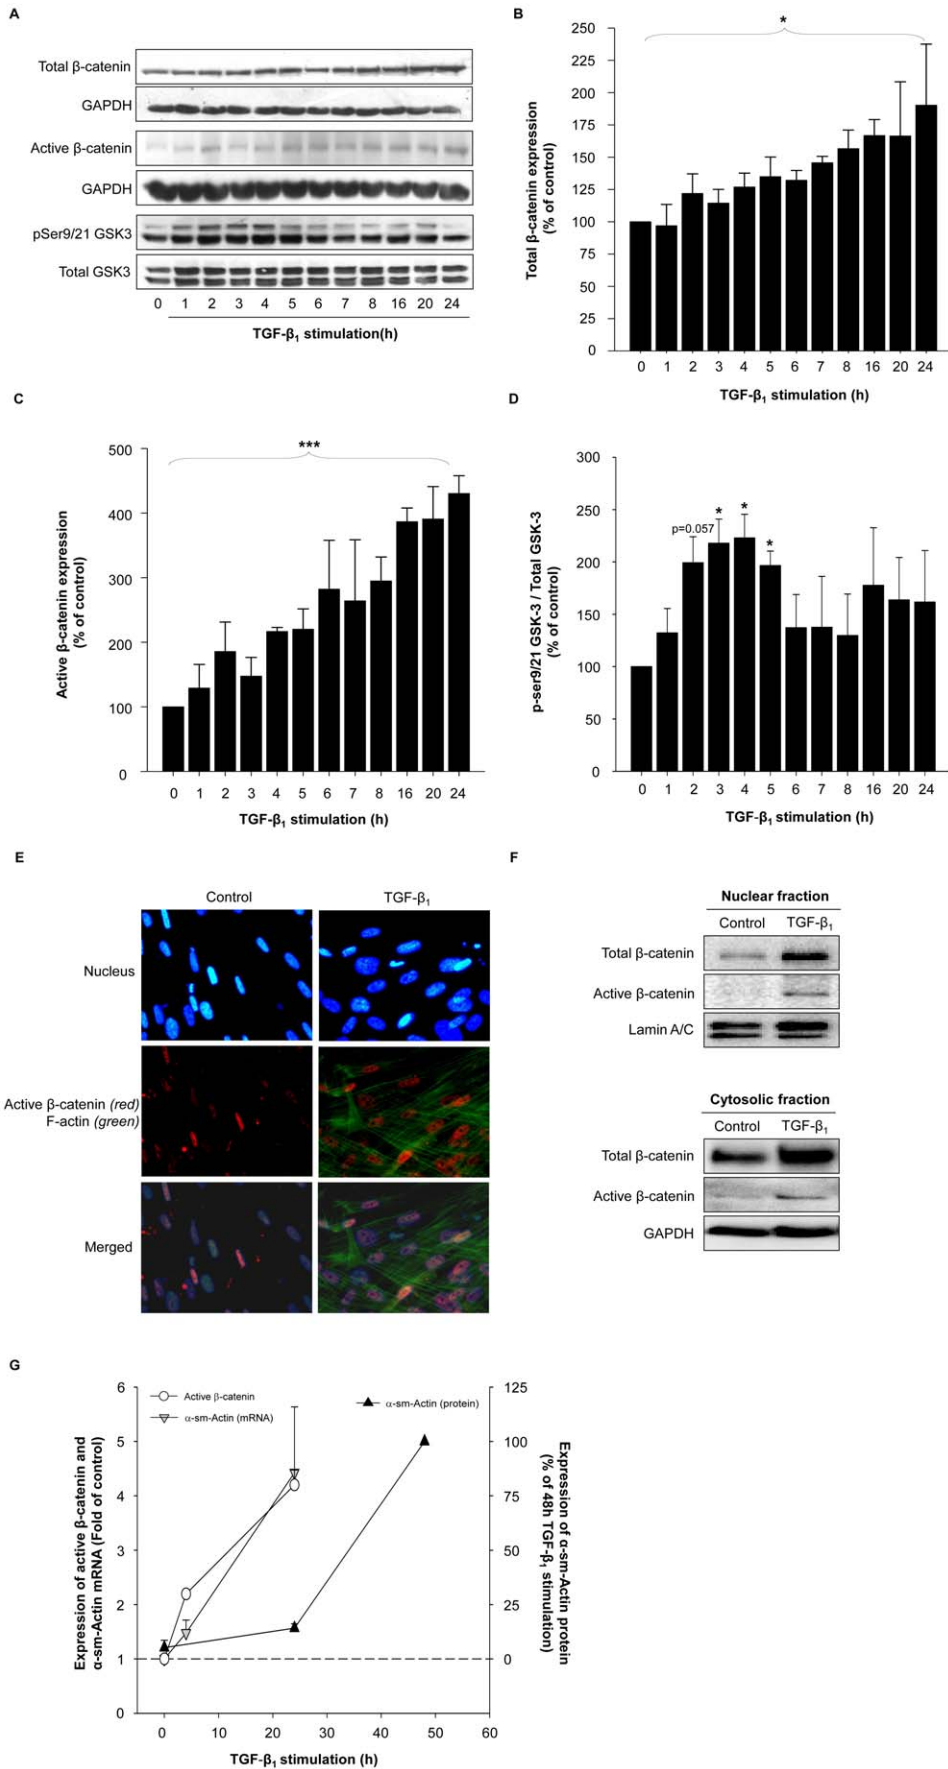 A
Total β-catenin
GAPDH
Active β-catenin
GAPDH
pSer9/21 GSK3
Total GSK3
0 1 2 3 4 5 6 7 8 16 20 24
TGF-β₁ stimulation(h)
B
Total β-catenin expression
(% of control)
250
225
200
175
150
125
100
75
50
25
0
*
0 1 2 3 4 5 6 7 8 16 20 24
TGF-β₁ stimulation (h)
C
Active β-catenin expression
(% of control)
500
400
300
200
100
0
***
0 1 2 3 4 5 6 7 8 16 20 24
TGF-β₁ stimulation (h)
D
p-ser9/21 GSK-3 / Total GSK-3
(% of control)
300
250
200
150
100
50
0
p=0.057 * * *
0 1 2 3 4 5 6 7 8 16 20 24
TGF-β₁ stimulation (h)
E
Control TGF-β₁
Nucleus
Active β-catenin (red)
F-actin (green)
Merged
F
Nuclear fraction
Control TGF-β₁
Total β-catenin
Active β-catenin
Lamin A/C
Cytosolic fraction
Control TGF-β₁
Total β-catenin
Active β-catenin
GAPDH
G
Expression of active β-catenin and
α-sm-Actin mRNA (Fold of control)
6
5
4
3
2
1
0
Active β-catenin
α-sm-Actin (mRNA)
α-sm-Actin (protein)
125
100
75
50
25
0
Expression of α-sm-Actin protein
(% of 48h TGF-β₁
stimulation)
0 10 20 30 40 50 60
TGF-β₁ stimulation (h)